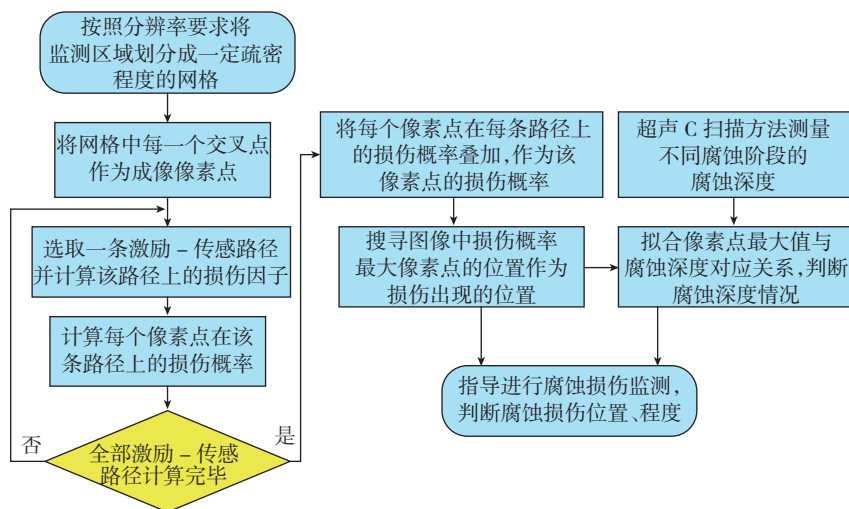 按照分辨率要求将
监测区域划分成一定疏密
程度的网格
将网格中每一个交叉点
作为成像像素点
选取一条激励－传感路径
并计算该路径上的损伤因子
计算每个像素点在该
条路径上的损伤概率
全部激励－传感
路径计算完毕
否
是
将每个像素点在每条路径上
的损伤概率叠加，作为该
像素点的损伤概率
搜寻图像中损伤概率
最大像素点的位置作为
损伤出现的位置
超声 C 扫描方法测量
不同腐蚀阶段的
腐蚀深度
拟合像素点最大值与
腐蚀深度对应关系，判断
腐蚀深度情况
指导进行腐蚀损伤监测，
判断腐蚀损伤位置、程度